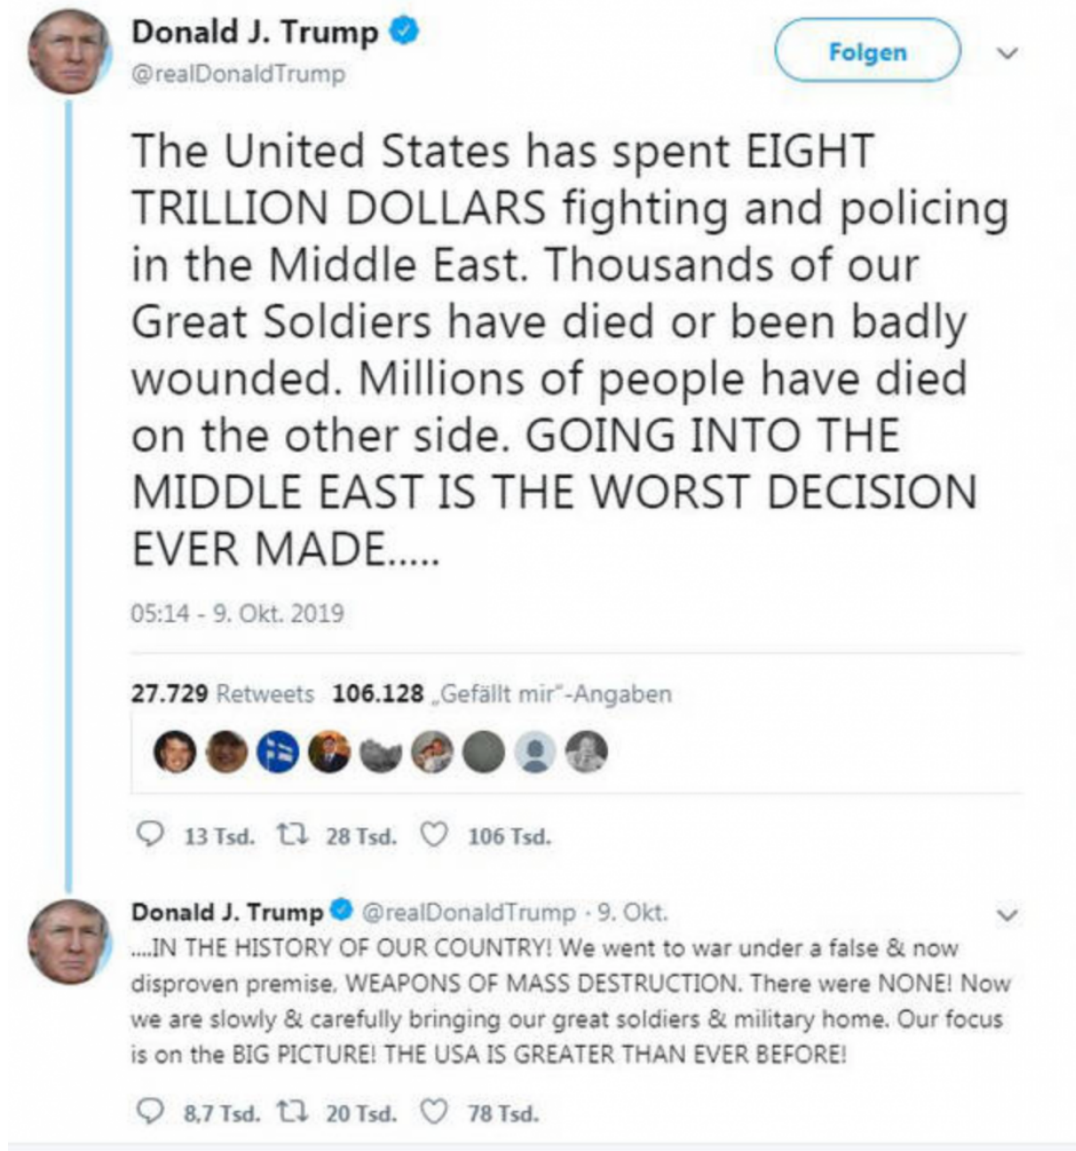 Donald J. Trump
@realDonaldTrump
Folgen
The United States has spent EIGHT
TRILLION DOLLARS fighting and policing
in the Middle East. Thousands of our
Great Soldiers have died or been badly
wounded. Millions of people have died
on the other side. GOING INTO THE
MIDDLE EAST IS THE WORST DECISION
EVER MADE.....
05:14 - 9. Okt. 2019
27.729 Retweets 106.128 „Gefällt mir“-Angaben
13 Tsd. 28 Tsd. 106 Tsd.
Donald J. Trump @realDonaldTrump · 9. Okt.
....IN THE HISTORY OF OUR COUNTRY! We went to war under a false & now
disproven premise, WEAPONS OF MASS DESTRUCTION. There were NONE! Now
we are slowly & carefully bringing our great soldiers & military home. Our focus
is on the BIG PICTURE! THE USA IS GREATER THAN EVER BEFORE!
8,7 Tsd. 20 Tsd. 78 Tsd.